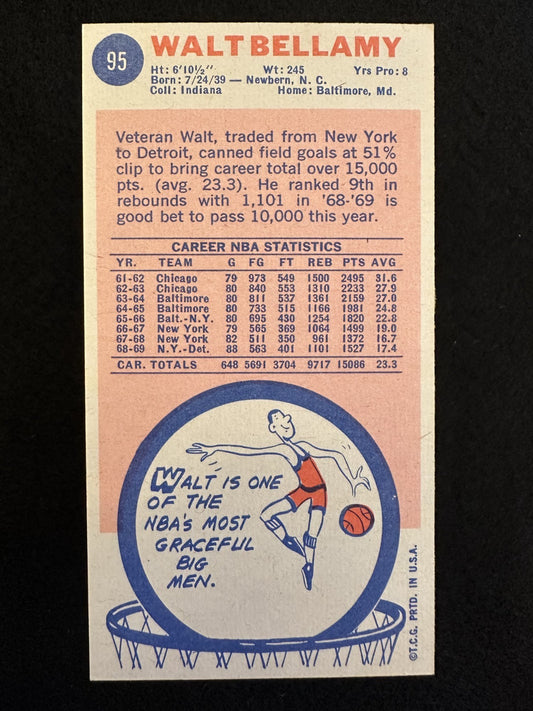 95
WALT BELLAMY
Ht: 6'10½" Wt: 245 Yrs Pro: 8
Born: 7/24/39 — Newbern, N. C.
Coll: Indiana Home: Baltimore, Md.
Veteran Walt, traded from New York
to Detroit, canned field goals at 51%
clip to bring career total over 15,000
pts. (avg. 23.3). He ranked 9th in
rebounds with 1,101 in '68-'69 is
good bet to pass 10,000 this year.
CAREER NBA STATISTICS
YR. TEAM G FG FT REB PTS AVG
61-62 Chicago 79 973 549 1500 2495 31.6
62-63 Chicago 80 840 553 1310 2233 27.9
63-64 Baltimore 80 811 537 1361 2159 27.0
64-65 Baltimore 80 733 515 1166 1981 24.8
65-66 Balt.-N.Y. 80 695 430 1254 1820 22.8
66-67 New York 79 565 369 1064 1499 19.0
67-68 New York 82 511 350 961 1372 16.7
68-69 N.Y.-Det. 88 563 401 1101 1527 17.4
CAR. TOTALS 648 5691 3704 9717 15086 23.3
WALT IS ONE
OF THE
NBA'S MOST
GRACEFUL
BIG
MEN.
©T.C.G. PRTD. IN U.S.A.